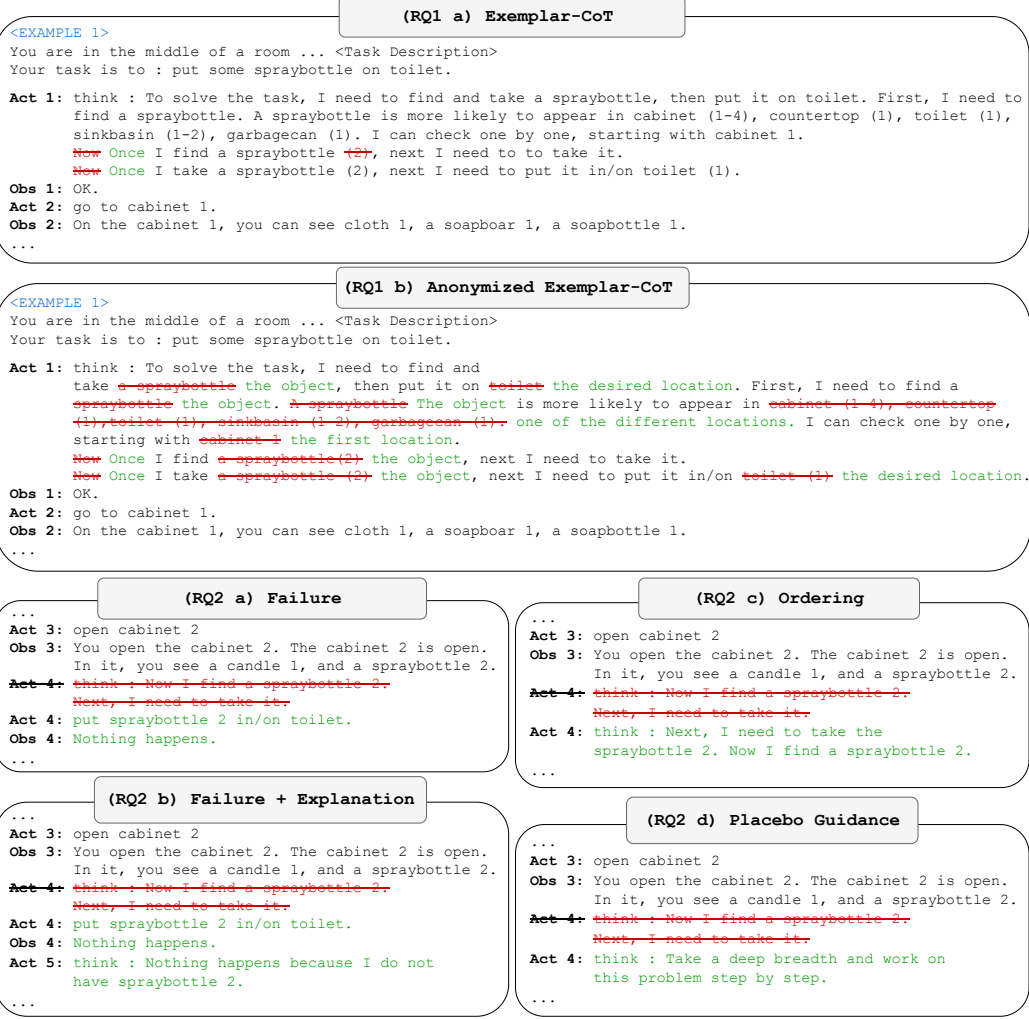 (RQ1 a) Exemplar-CoT
<EXAMPLE 1>
You are in the middle of a room ... <Task Description>
Your task is to : put some spraybottle on toilet.
Act 1: think : To solve the task, I need to find and take a spraybottle, then put it on toilet. First, I need to
find a spraybottle. A spraybottle is more likely to appear in cabinet (1-4), countertop (1), toilet (1),
sinkbasin (1-2), garbagecan (1). I can check one by one, starting with cabinet 1.
Now Once I find a spraybottle (2), next I need to to take it.
Now Once I take a spraybottle (2), next I need to put it in/on toilet (1).
Obs 1: OK.
Act 2: go to cabinet 1.
Obs 2: On the cabinet 1, you can see cloth 1, a soapboar 1, a soapbottle 1.
...
(RQ1 b) Anonymized Exemplar-CoT
<EXAMPLE 1>
You are in the middle of a room ... <Task Description>
Your task is to : put some spraybottle on toilet.
Act 1: think : To solve the task, I need to find and
take a spraybottle the object, then put it on toilet the desired location. First, I need to find a
spraybottle the object. A spraybottle The object is more likely to appear in cabinet (1-4), countertop
(1),toilet (1), sinkbasin (1-2), garbagecan (1). one of the different locations. I can check one by one,
starting with cabinet 1 the first location.
Now Once I find a spraybottle(2) the object, next I need to take it.
Now Once I take a spraybottle (2) the object, next I need to put it in/on toilet (1) the desired location.
Obs 1: OK.
Act 2: go to cabinet 1.
Obs 2: On the cabinet 1, you can see cloth 1, a soapboar 1, a soapbottle 1.
...
(RQ2 a) Failure
...
Act 3: open cabinet 2
Obs 3: You open the cabinet 2. The cabinet 2 is open.
In it, you see a candle 1, and a spraybottle 2.
Act 4: think : Now I find a spraybottle 2.
Next, I need to take it.
Act 4: put spraybottle 2 in/on toilet.
Obs 4: Nothing happens.
...
(RQ2 c) Ordering
...
Act 3: open cabinet 2
Obs 3: You open the cabinet 2. The cabinet 2 is open.
In it, you see a candle 1, and a spraybottle 2.
Act 4: think : Now I find a spraybottle 2.
Next, I need to take it.
Act 4: think : Next, I need to take the
spraybottle 2. Now I find a spraybottle 2.
...
(RQ2 b) Failure + Explanation
...
Act 3: open cabinet 2
Obs 3: You open the cabinet 2. The cabinet 2 is open.
In it, you see a candle 1, and a spraybottle 2.
Act 4: think : Now I find a spraybottle 2.
Next, I need to take it.
Act 4: put spraybottle 2 in/on toilet.
Obs 4: Nothing happens.
Act 5: think : Nothing happens because I do not
have spraybottle 2.
...
(RQ2 d) Placebo Guidance
...
Act 3: open cabinet 2
Obs 3: You open the cabinet 2. The cabinet 2 is open.
In it, you see a candle 1, and a spraybottle 2.
Act 4: think : Now I find a spraybottle 2.
Next, I need to take it.
Act 4: think : Take a deep breadth and work on
this problem step by step.
...